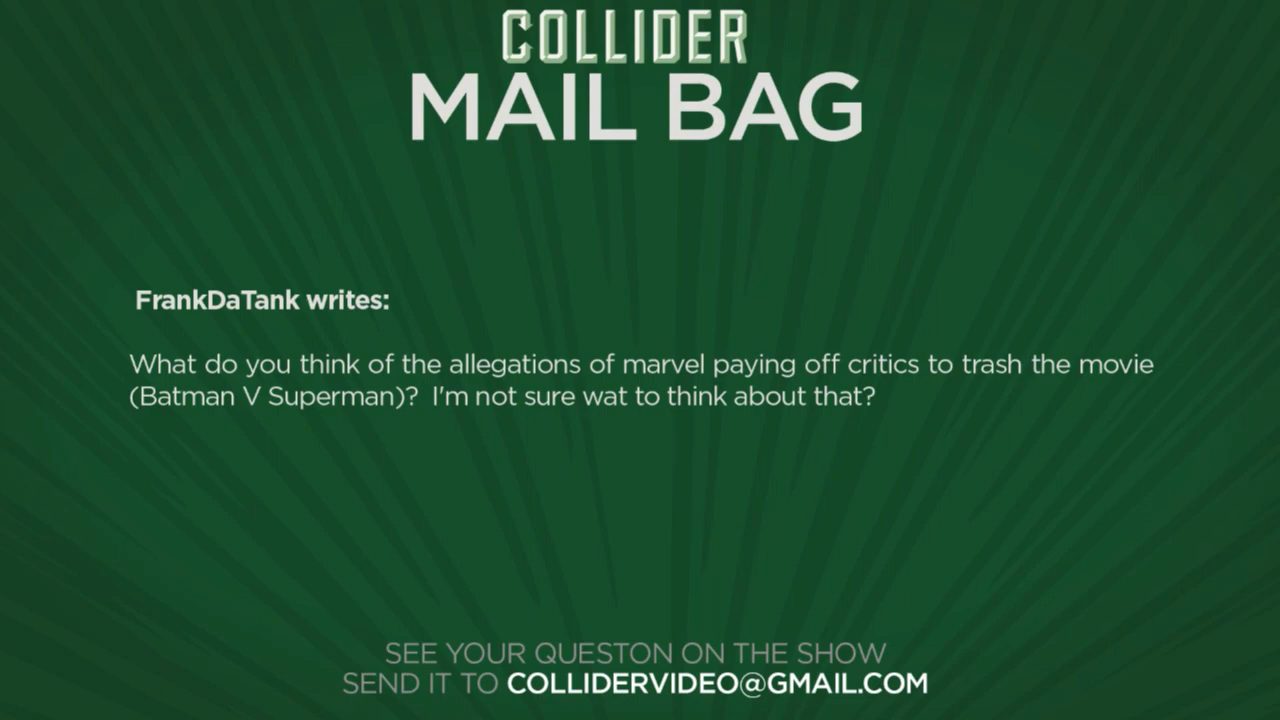 COLLIDER
MAIL BAG
FrankDaTank writes:
What do you think of the allegations of marvel paying off critics to trash the movie
(Batman V Superman)? I'm not sure wat to think about that?
SEE YOUR QUESTON ON THE SHOW
SEND IT TO COLLIDERVIDEO@GMAIL.COM